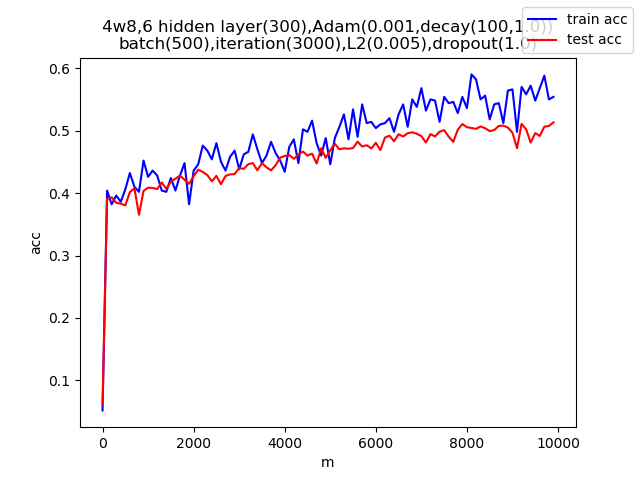 4w8,6 hidden layer(300),Adam(0.001,decay(100,1.0))
batch(500),iteration(3000),L2(0.005),dropout(1.0)
train acc
test acc
0.6
0.5
0.4
0.3
0.2
0.1
acc
0
2000
4000
6000
8000
10000
m